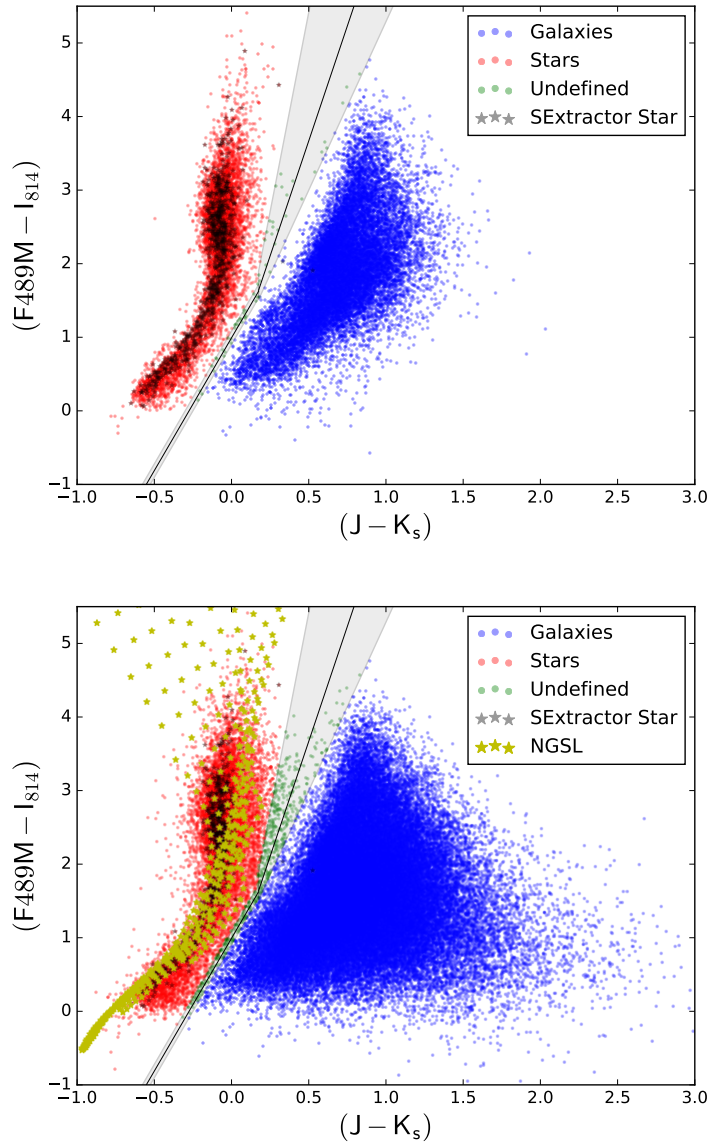 5
4
3
2
1
0
−1
(F489M − I814)
Galaxies
Stars
Undefined
SExtractor Star
−1.0 −0.5 0.0 0.5 1.0 1.5 2.0 2.5 3.0
(J − Ks)
5
4
3
2
1
0
−1
(F489M − I814)
Galaxies
Stars
Undefined
SExtractor Star
NGSL
−1.0 −0.5 0.0 0.5 1.0 1.5 2.0 2.5 3.0
(J − Ks)